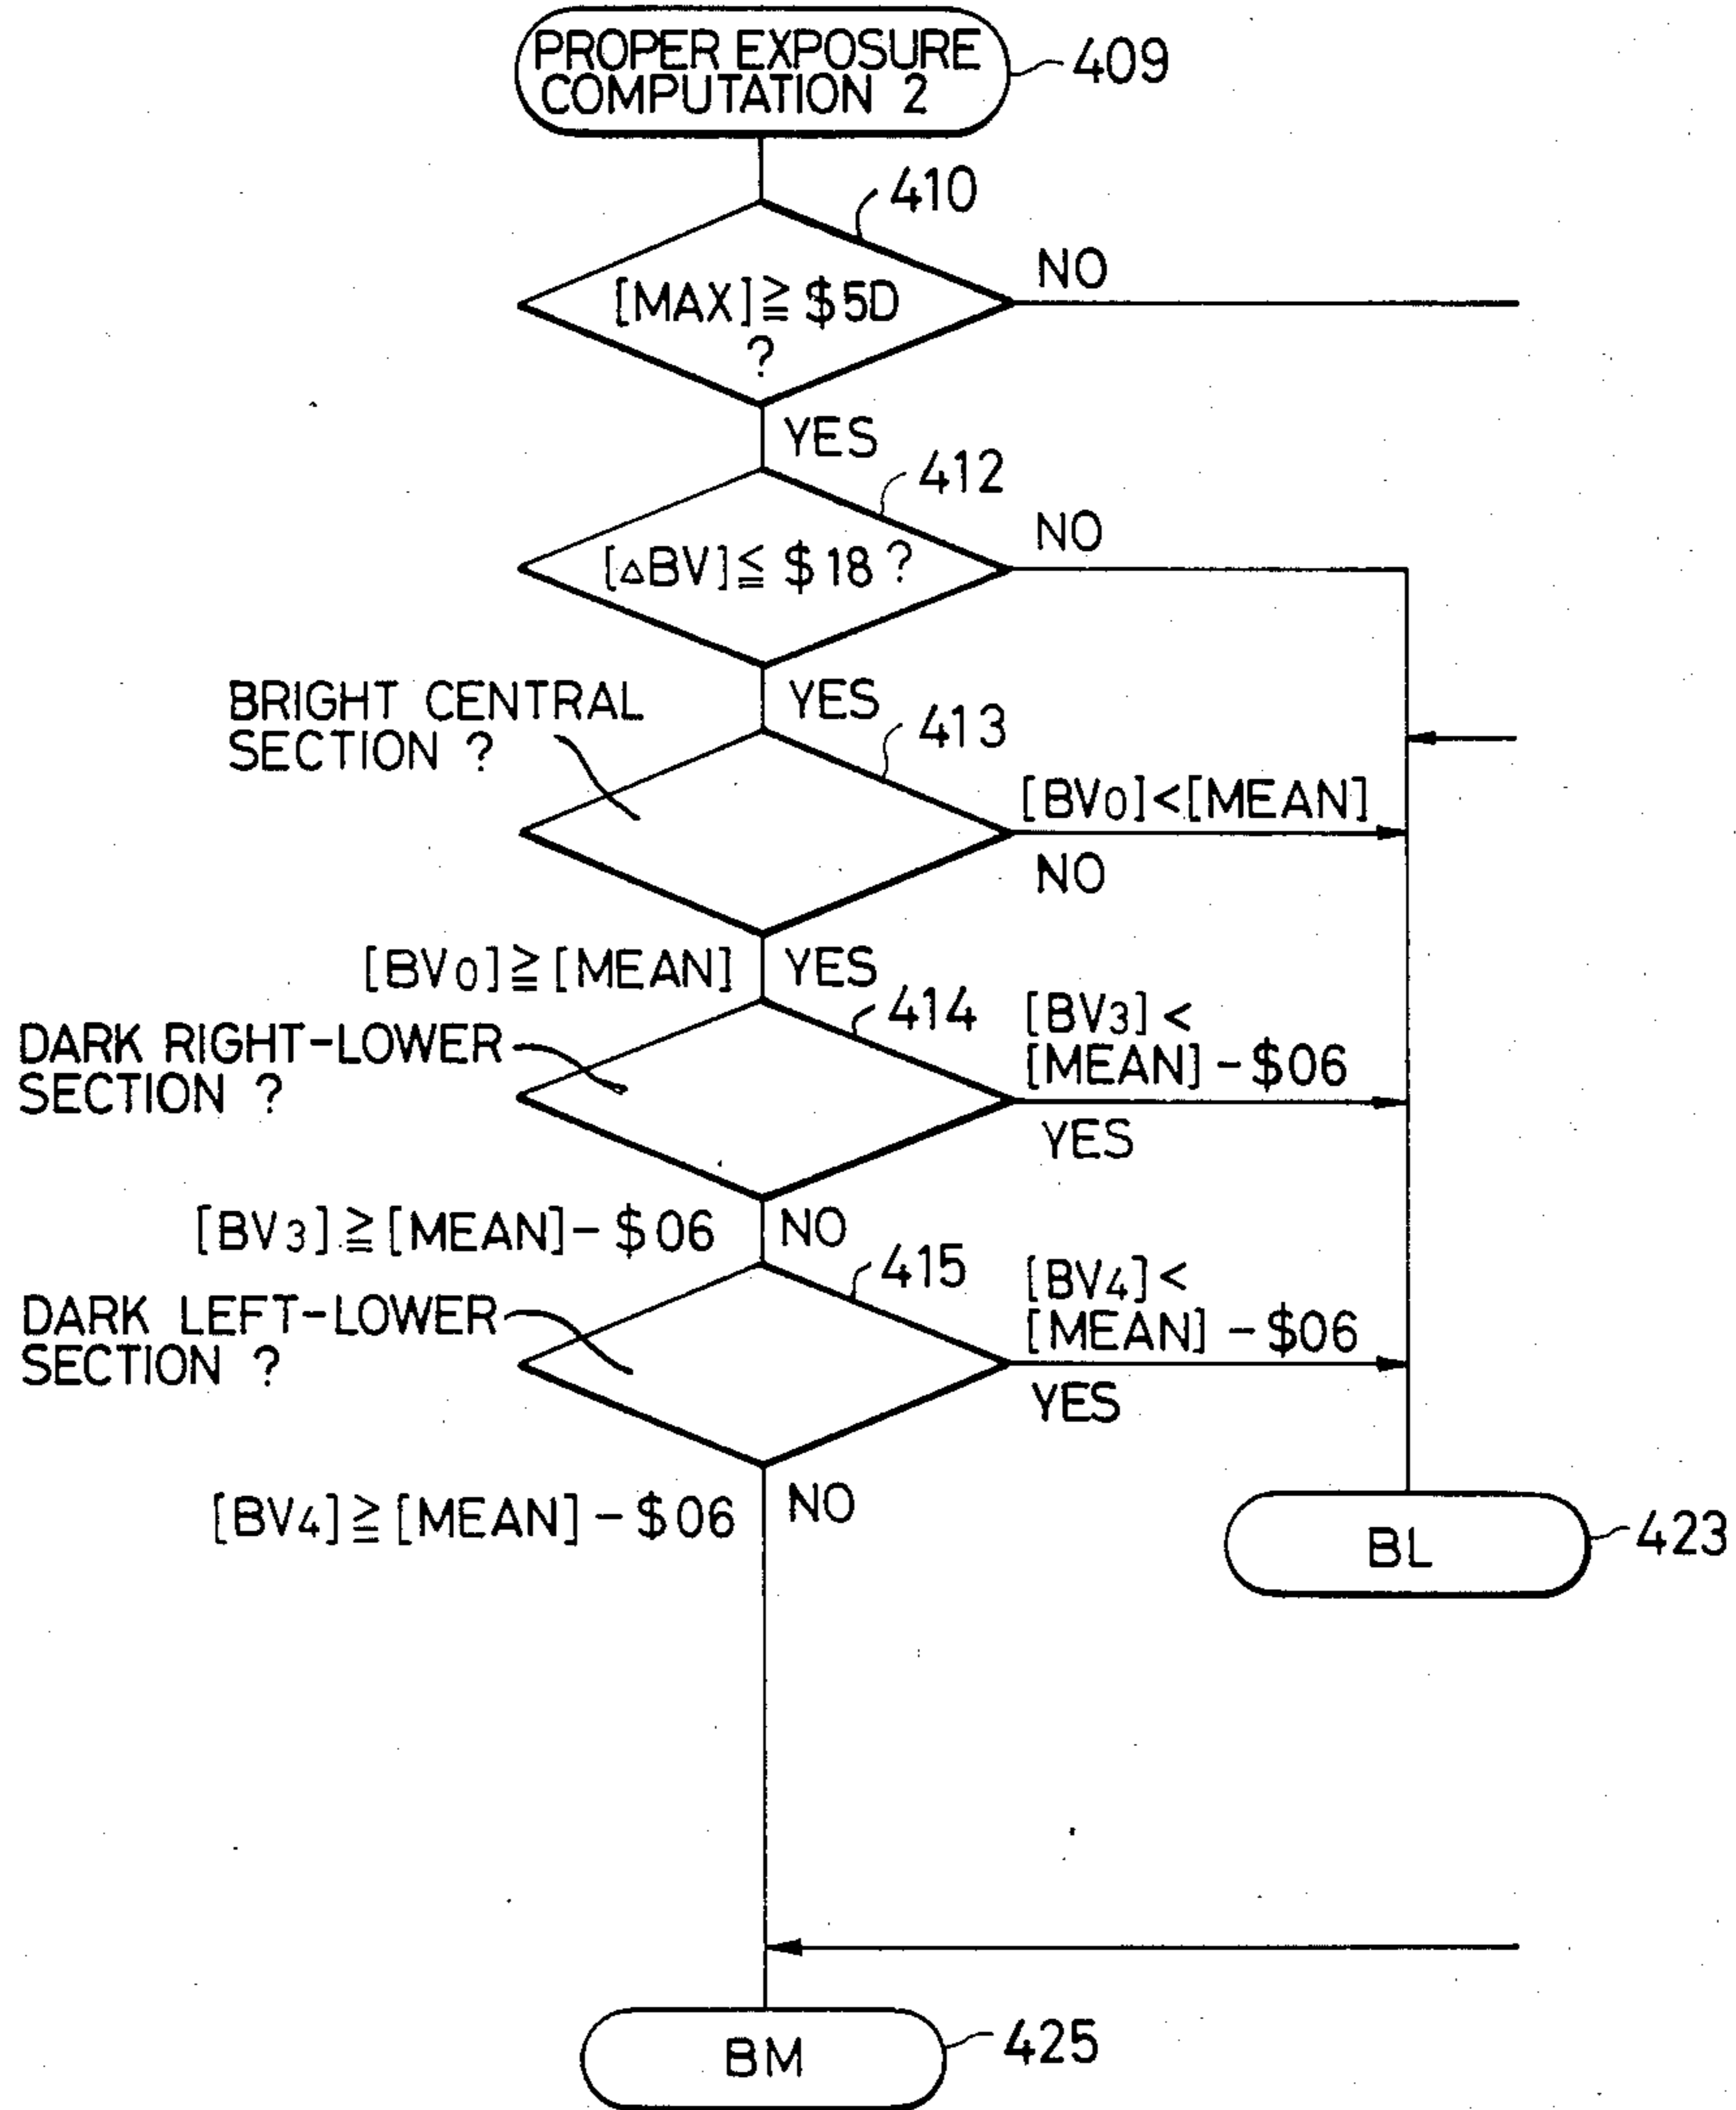 PROPER EXPOSURE
COMPUTATION 2
409
410
[MAX]≧$5D
?
NO
YES
412
[△BV]≦ $18 ?
NO
YES
BRIGHT CENTRAL
SECTION ?
413
[BV0]<[MEAN]
NO
[BV0]≧[MEAN]
YES
414
DARK RIGHT-LOWER
SECTION ?
[BV3]<
[MEAN]-$06
YES
[BV3]≧[MEAN]-$06
NO
415
DARK LEFT-LOWER
SECTION ?
[BV4]<
[MEAN]-$06
YES
[BV4]≧[MEAN]-$06
NO
BL
423
BM
425